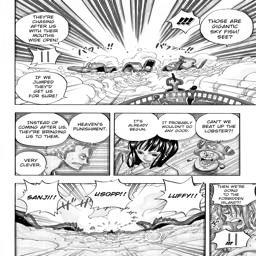 THOSE ARE
GIGANTIC
SKY FISH!
SEE?
!!!
THEY'RE
CHASING
AFTER US
WITH THEIR
MOUTHS
WIDE OPEN!
IF WE
JUMPED
THEY'D
GET US
FOR SURE!
CAN'T WE
BEAT UP THE
LOBSTER?!
IT PROBABLY
WOULDN'T DO
ANY GOOD.
IT'S
ALREADY
BEGUN.
HEAVEN'S
PUNISHMENT.
INSTEAD OF
COMING AFTER US,
THEY'RE BRINGING
US TO THEM.
VERY
CLEVER.
THEN WE'RE
GOING TO
THE
FORBIDDEN
ISLAND?!
LUFFY!!
USOPP!!
SANJI!!